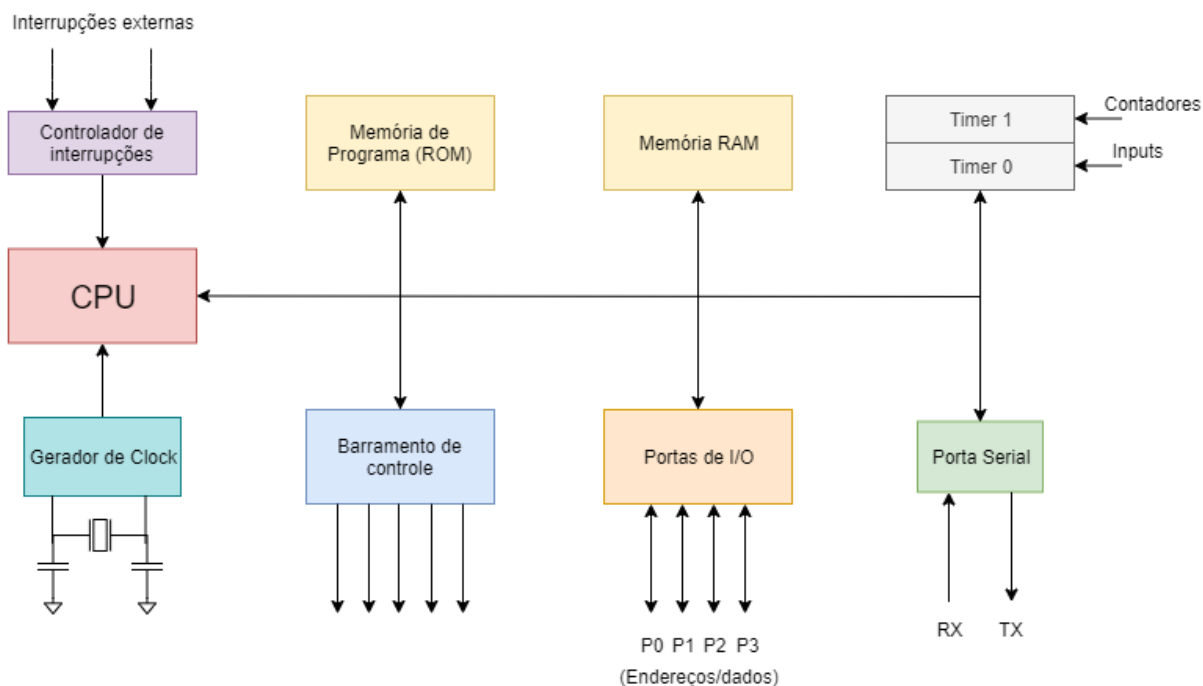 Interrupções externas
Controlador de
interrupções
Memória de
Programa (ROM)
Memória RAM
Timer 1
Timer 0
Contadores
Inputs
CPU
Gerador de Clock
Barramento de
controle
Portas de I/O
Porta Serial
P0 P1 P2 P3
(Endereços/dados)
RX TX